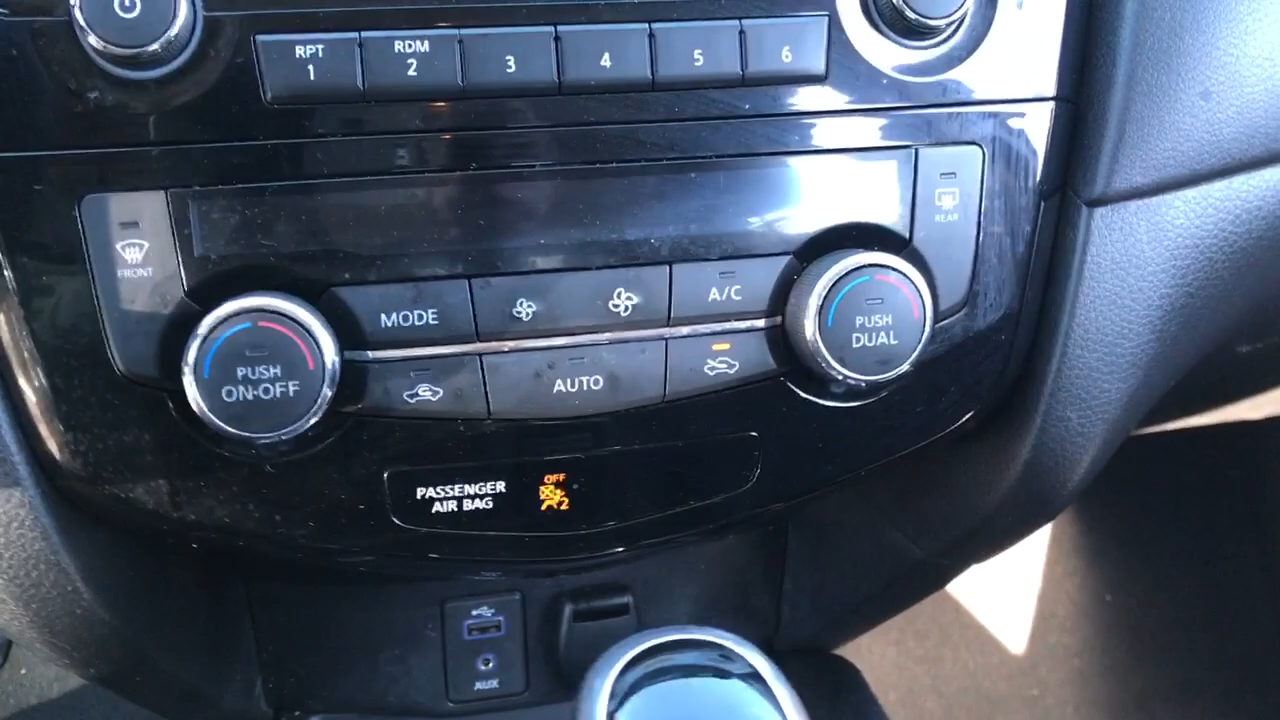 RPT
1
RDM
2
3
4
5
6
FRONT
REAR
MODE
A/C
PUSH
DUAL
PUSH
ON·OFF
AUTO
PASSENGER
AIR BAG
OFF
2
AUX